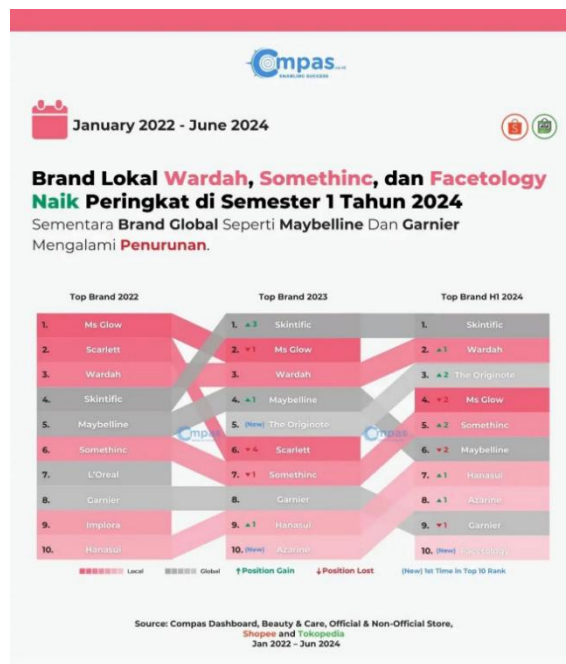 Compas.co.id
ENABLING SUCCESS
January 2022 - June 2024
Brand Lokal Wardah, Somethinc, dan Facetology
Naik Peringkat di Semester 1 Tahun 2024
Sementara Brand Global Seperti Maybelline Dan Garnier
Mengalami Penurunan.
Top Brand 2022
1. Ms Glow
2. Scarlett
3. Wardah
4. Skintific
5. Maybelline
6. Somethinc
7. L'Oreal
8. Garnier
9. Implora
10. Hanasui
Top Brand 2023
1. ▲3 Skintific
2. ▼1 Ms Glow
3. Wardah
4. ▲1 Maybelline
5. (New) The Originote
6. ▼4 Scarlett
7. ▼1 Somethinc
8. Garnier
9. ▲1 Hanasui
10. (New) Azarine
Top Brand H1 2024
1. Skintific
2. ▲1 Wardah
3. ▲2 The Originote
4. ▼2 Ms Glow
5. ▲2 Somethinc
6. ▼2 Maybelline
7. ▲1 Hanasui
8. ▲1 Azarine
9. ▼1 Garnier
10. (New) Facetology
Compas
Compas
Local Global ↑Position Gain ↓Position Lost (New) 1st Time in Top 10 Rank
Source: Compas Dashboard, Beauty & Care, Official & Non-Official Store,
Shopee and Tokopedia
Jan 2022 – Jun 2024